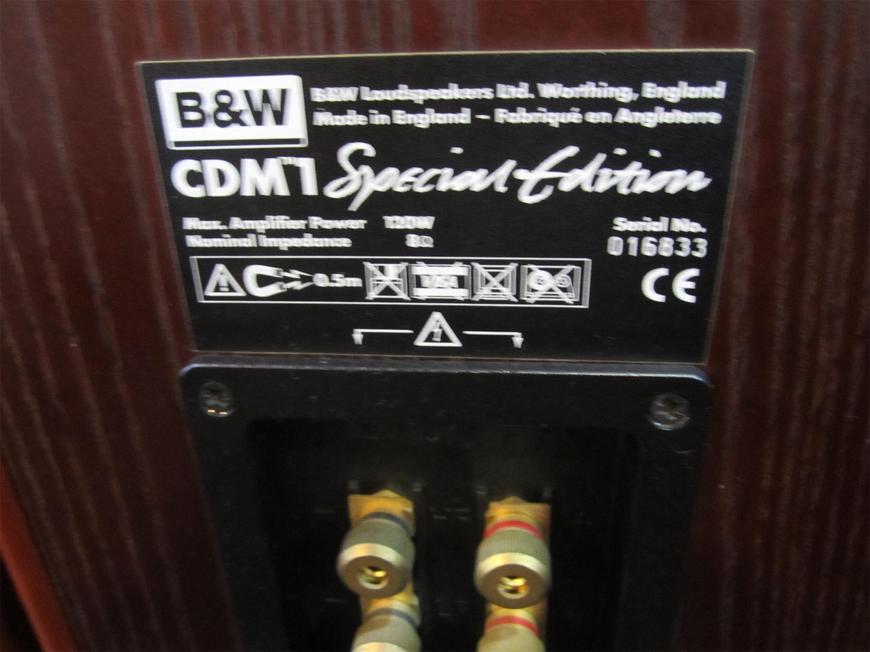 B&W
B&W Loudspeakers Ltd. Worthing, England
Made in England – Fabriqué en Angleterre
CDM™1 Special Edition
Max. Amplifier Power 120W
Nominal Impedance 8Ω
Serial No.
016833
0.5m
CE